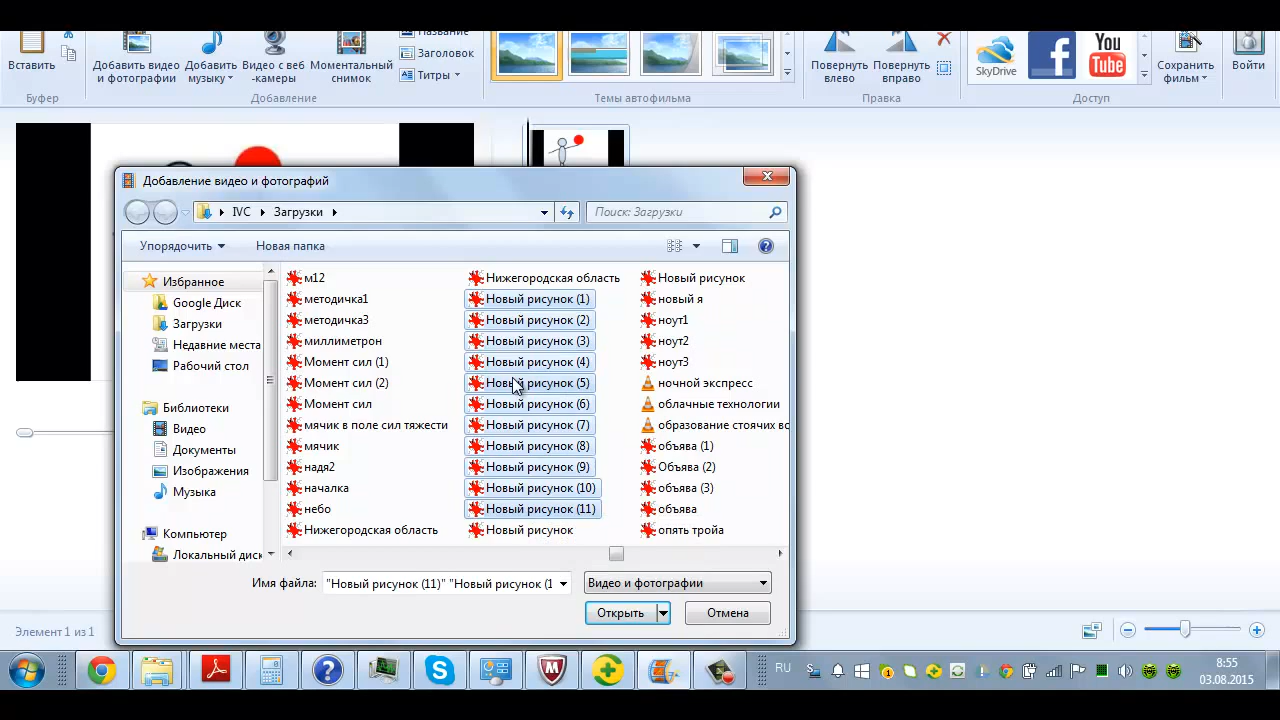 Название
Вставить
Добавить видео и фотографии
Добавить музыку
Видео с веб-камеры
Моментальный снимок
Заголовок
Титры
Повернуть влево
Повернуть вправо
SkyDrive
f
You Tube
Сохранить фильм
Войти
Буфер
Добавление
Темы автофильма
Правка
Доступ
Добавление видео и фотографий
IVC
Загрузки
Поиск: Загрузки
Упорядочить
Новая папка
Избранное
Google Диск
Загрузки
Недавние места
Рабочий стол
Библиотеки
Видео
Документы
Изображения
Музыка
Компьютер
Локальный диск
м12
методичка1
методичка3
миллиметрон
Момент сил (1)
Момент сил (2)
Момент сил
мячик в поле сил тяжести
мячик
надя2
началка
небо
Нижегородская область
Нижегородская область
Новый рисунок (1)
Новый рисунок (2)
Новый рисунок (3)
Новый рисунок (4)
Новый рисунок (5)
Новый рисунок (6)
Новый рисунок (7)
Новый рисунок (8)
Новый рисунок (9)
Новый рисунок (10)
Новый рисунок (11)
Новый рисунок
Новый рисунок
новый я
ноут1
ноут2
ноут3
ночной экспресс
облачные технологии
образование стоячих во
объява (1)
Объява (2)
объява (3)
объява
опять тройа
Имя файла:
"Новый рисунок (11)" "Новый рисунок (1
Видео и фотографии
Открыть
Отмена
Элемент 1 из 1
RU
8:55
03.08.2015